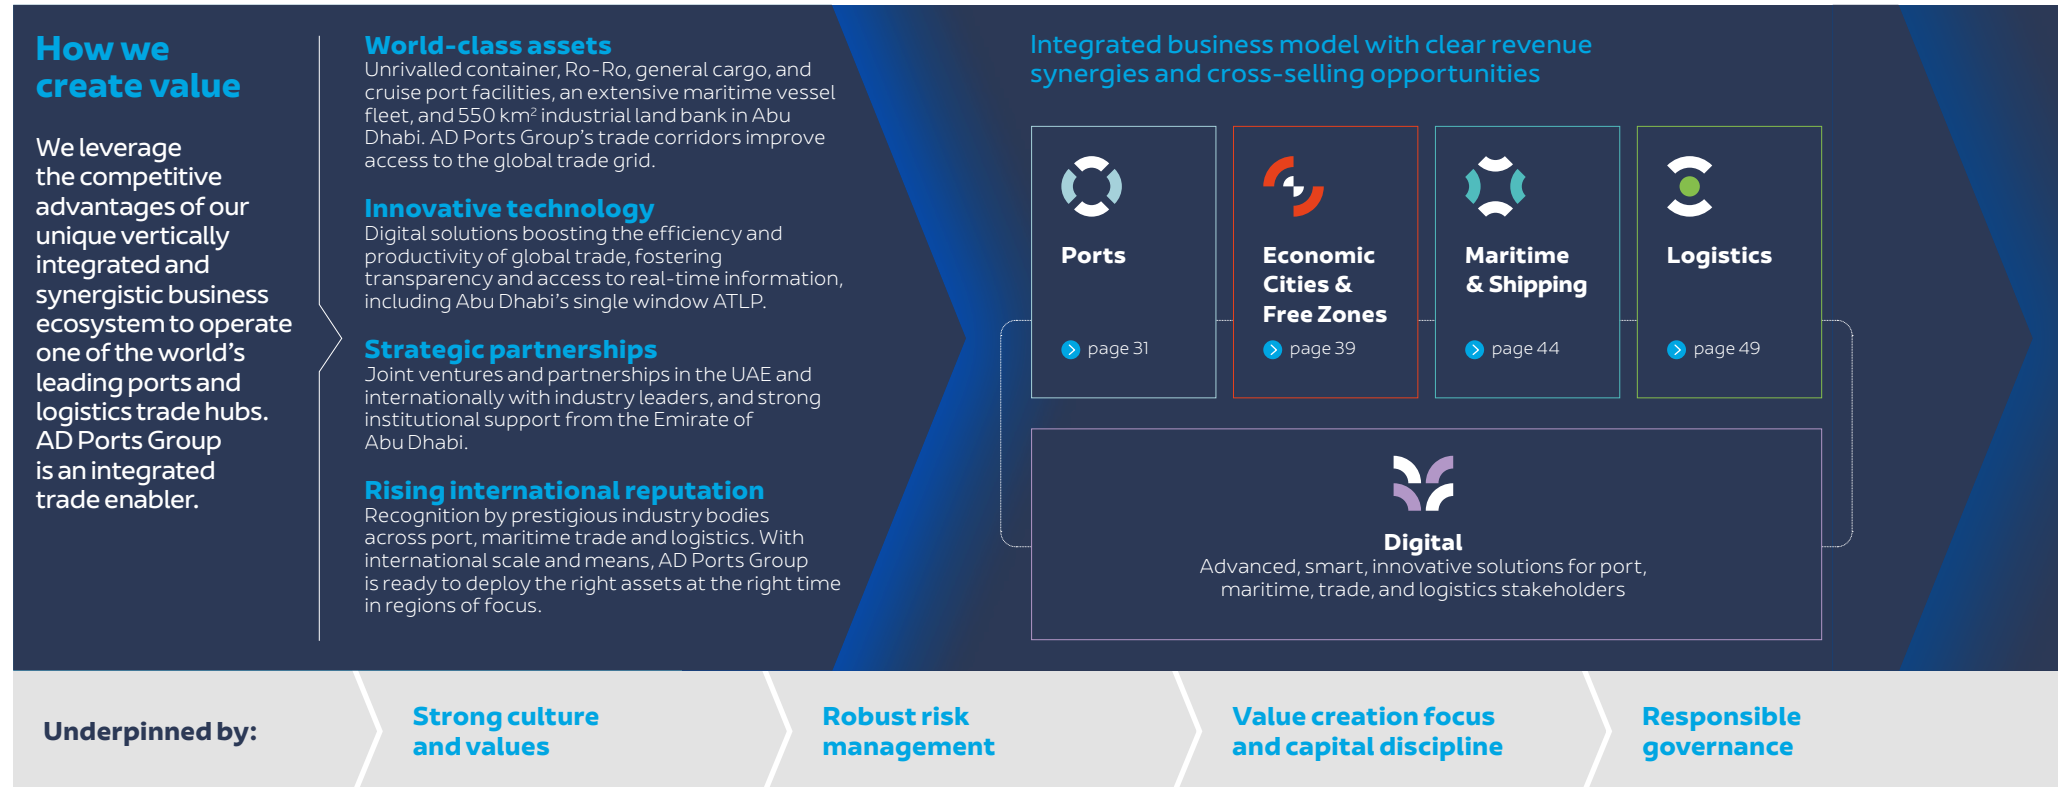 How we
create value
We leverage
the competitive
advantages of our
unique vertically
integrated and
synergistic business
ecosystem to operate
one of the world's
leading ports and
logistics trade hubs.
AD Ports Group
is an integrated
trade enabler.
World-class assets
Unrivalled container, Ro-Ro, general cargo, and
cruise port facilities, an extensive maritime vessel
fleet, and 550 km² industrial land bank in Abu
Dhabi. AD Ports Group's trade corridors improve
access to the global trade grid.
Innovative technology
Digital solutions boosting the efficiency and
productivity of global trade, fostering
transparency and access to real-time information,
including Abu Dhabi's single window ATLP.
Strategic partnerships
Joint ventures and partnerships in the UAE and
internationally with industry leaders, and strong
institutional support from the Emirate of
Abu Dhabi.
Rising international reputation
Recognition by prestigious industry bodies
across port, maritime trade and logistics. With
international scale and means, AD Ports Group
is ready to deploy the right assets at the right time
in regions of focus.
Integrated business model with clear revenue
synergies and cross-selling opportunities
Ports
page 31
Economic
Cities &
Free Zones
page 39
Maritime
& Shipping
page 44
Logistics
page 49
Digital
Advanced, smart, innovative solutions for port,
maritime, trade, and logistics stakeholders
Underpinned by:
Strong culture
and values
Robust risk
management
Value creation focus
and capital discipline
Responsible
governance